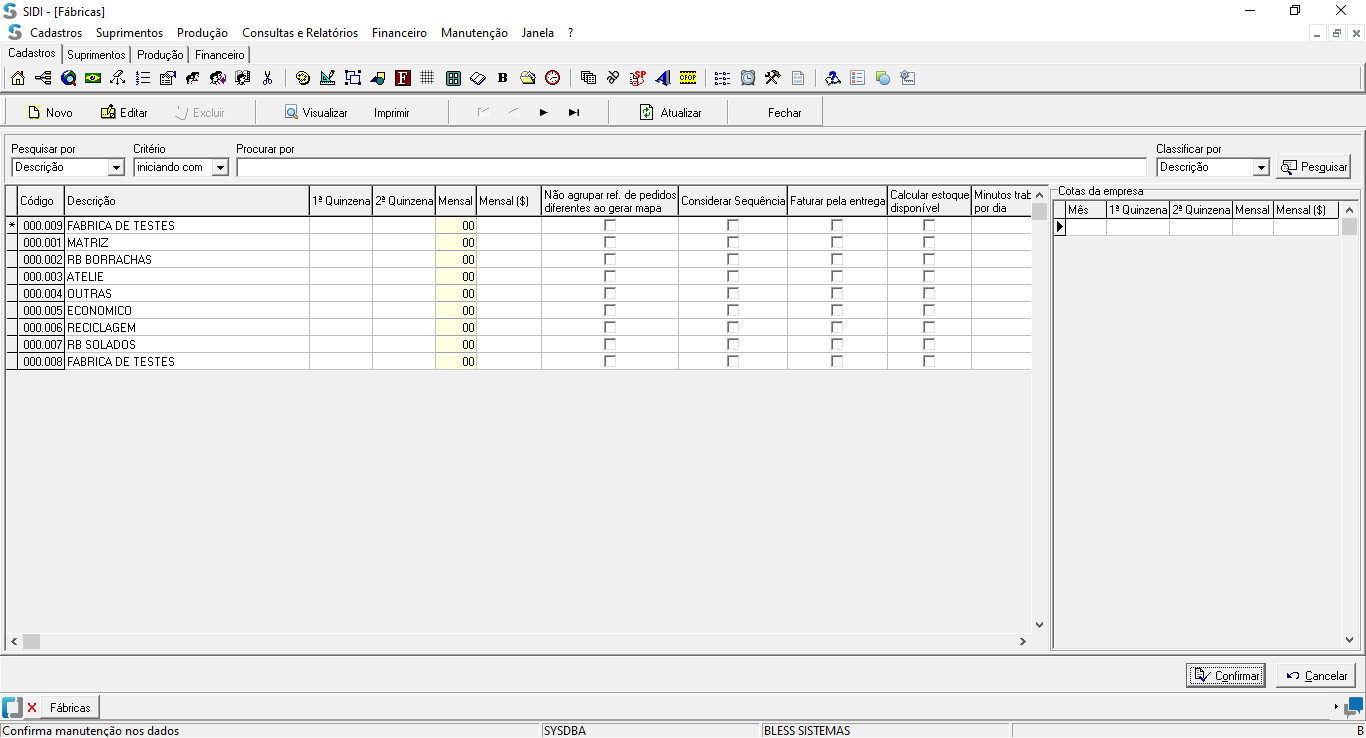 SIDI - [Fábricas]
Cadastros Suprimentos Produção Consultas e Relatórios Financeiro Manutenção Janela ?
Cadastros Suprimentos Produção Financeiro
F B SP CFOP
Novo Editar Excluir Visualizar Imprimir Atualizar Fechar
Pesquisar por Critério Procurar por Classificar por
Descrição iniciando com Descrição Pesquisar
Cotas da empresa
Código Descrição 1ª Quinzena 2ª Quinzena Mensal Mensal ($) Não agrupar ref. de pedidos diferentes ao gerar mapa Considerar Sequência Faturar pela entrega Calcular estoque disponível Minutos trab por dia
Mês 1ª Quinzena 2ª Quinzena Mensal Mensal ($)
* 000.009 FABRICA DE TESTES 00
000.001 MATRIZ 00
000.002 RB BORRACHAS 00
000.003 ATELIE 00
000.004 OUTRAS 00
000.005 ECONOMICO 00
000.006 RECICLAGEM 00
000.007 RB SOLADOS 00
000.008 FABRICA DE TESTES 00
Confirmar Cancelar
Fábricas
Confirma manutenção nos dados SYSDBA BLESS SISTEMAS B